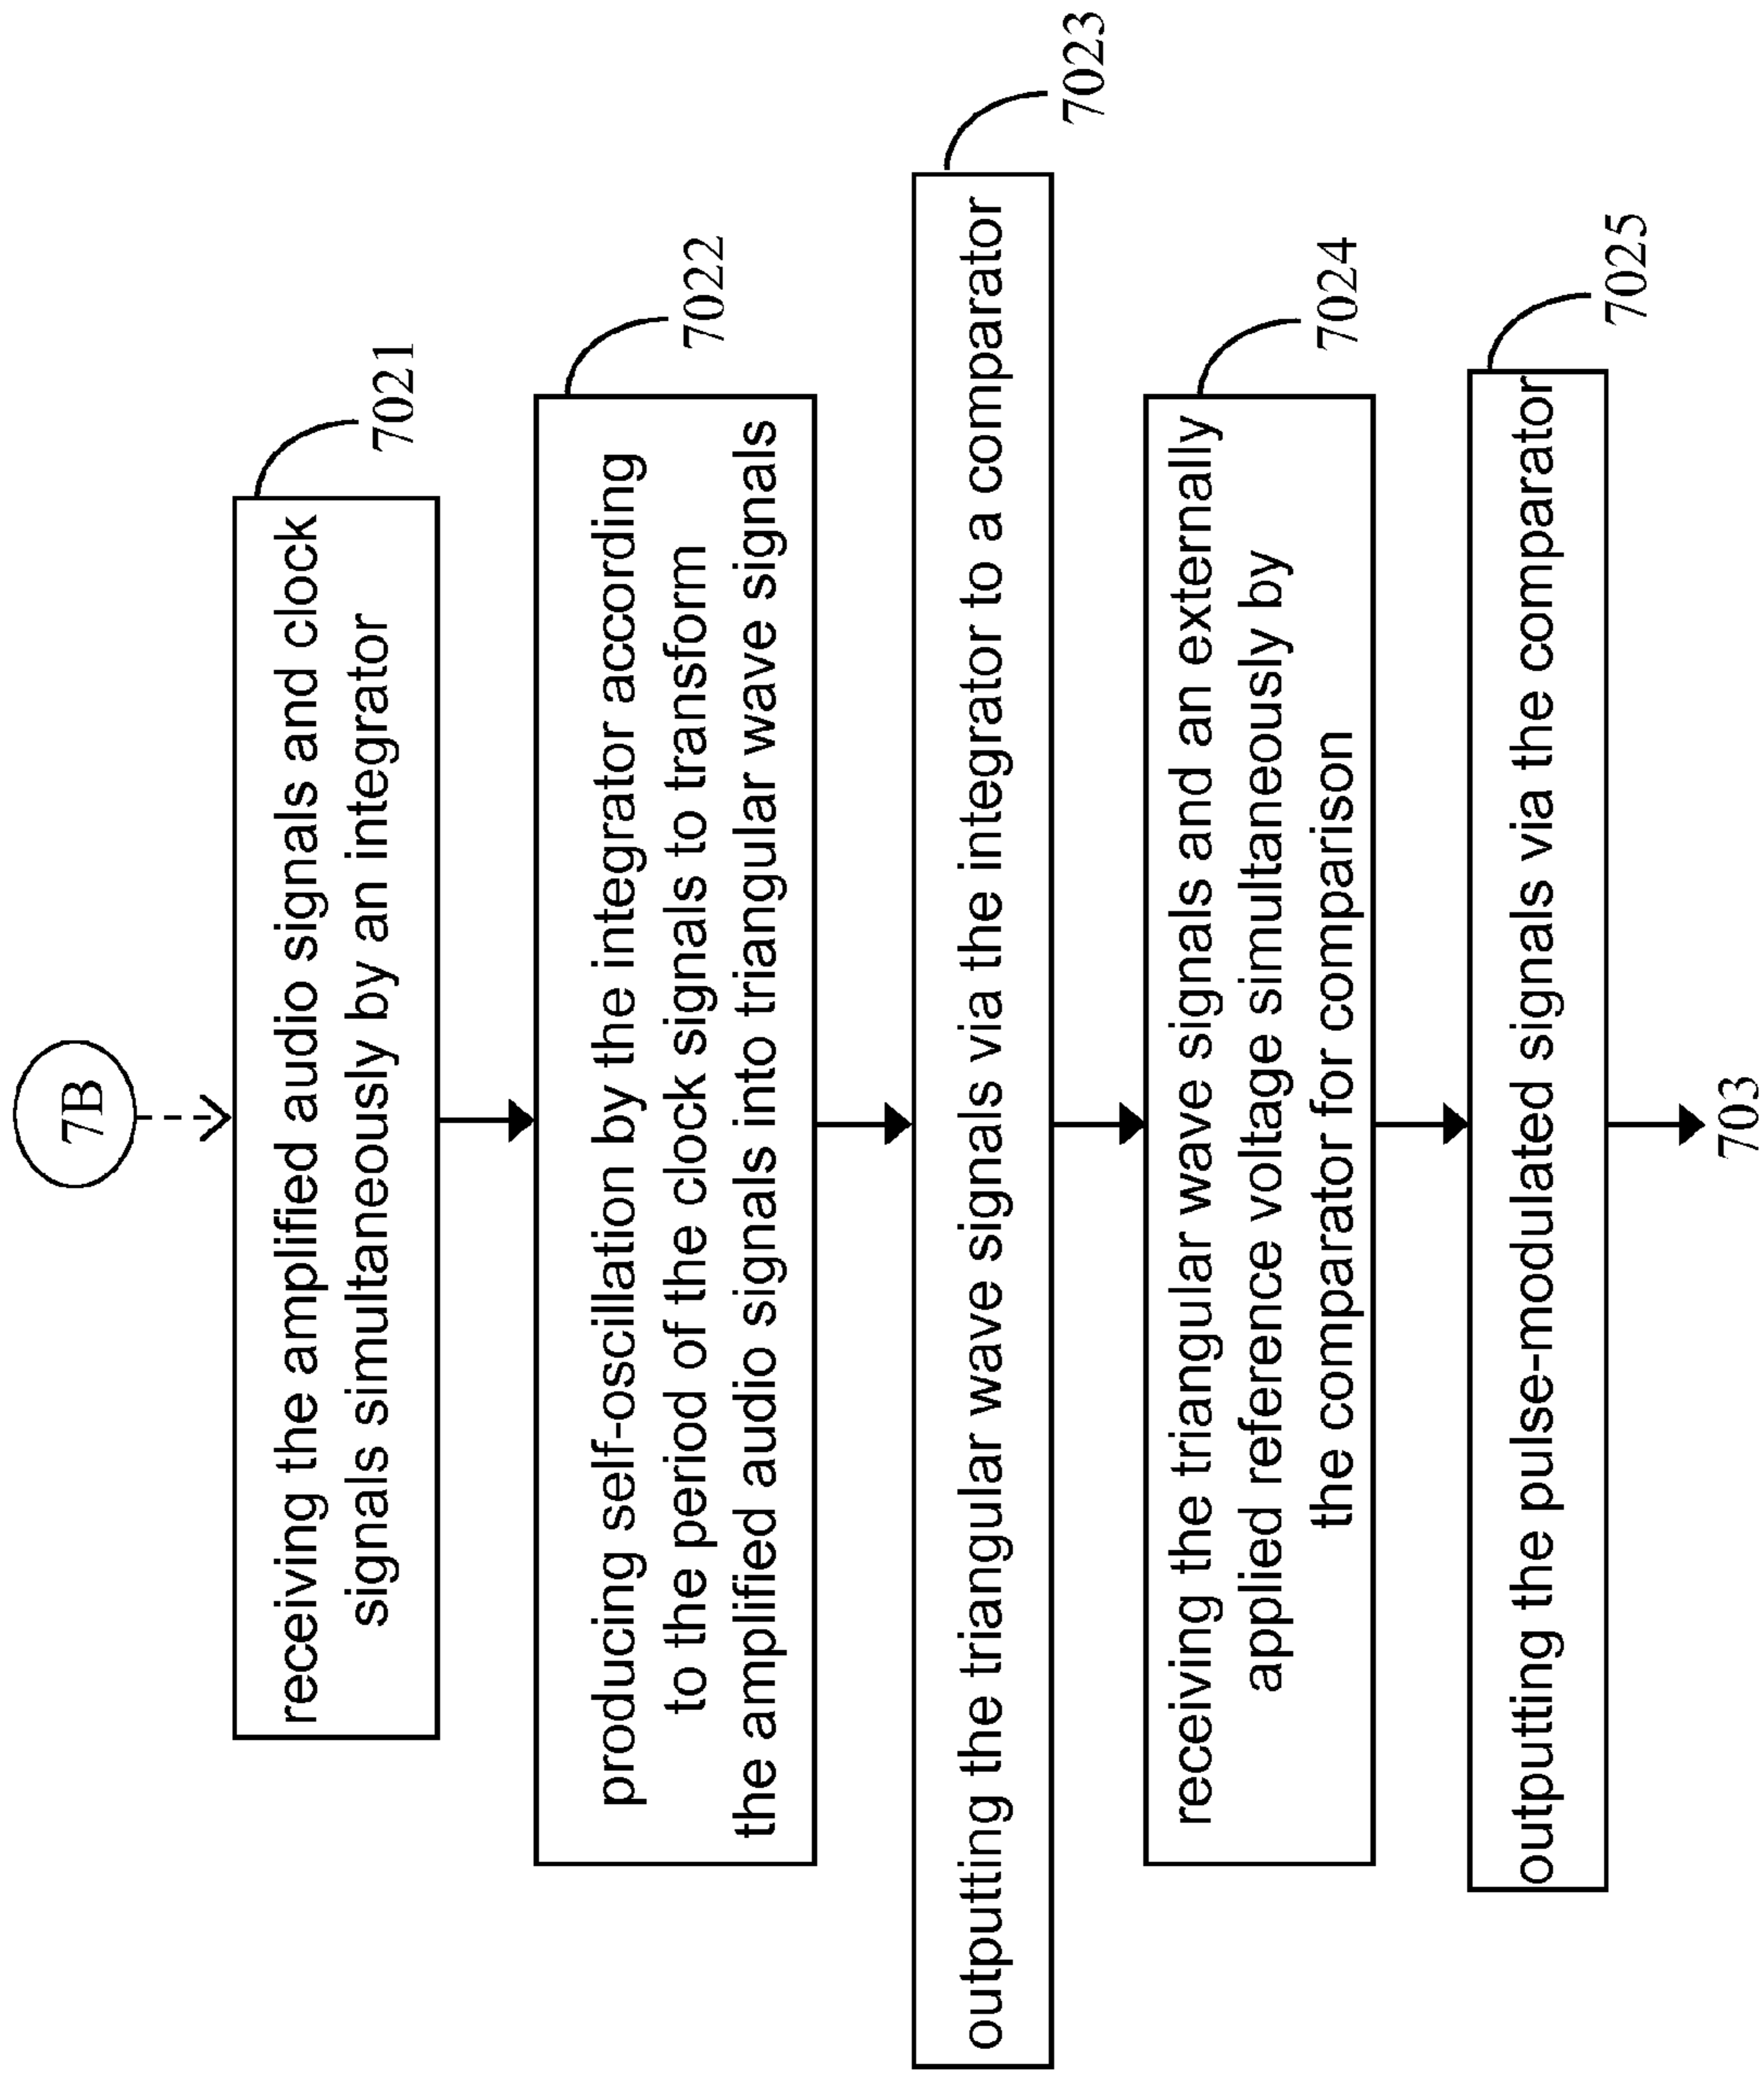 7B
receiving the amplified audio signals and clock
signals simultaneously by an integrator
7021
producing self-oscillation by the integrator according
to the period of the clock signals to transform
the amplified audio signals into triangular wave signals
7022
outputting the triangular wave signals via the integrator to a comparator
7023
receiving the triangular wave signals and an externally
applied reference voltage simultaneously by
the comparator for comparison
7024
outputting the pulse-modulated signals via the comparator
7025
703